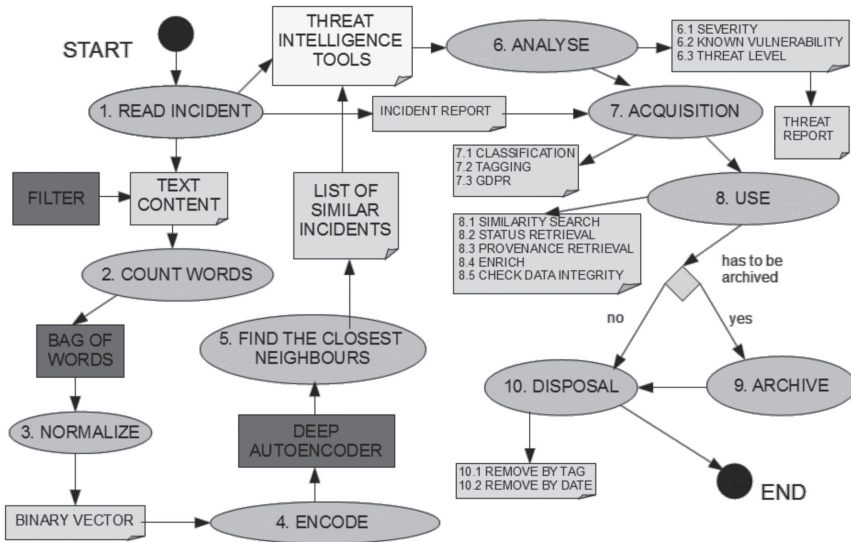 START
THREAT
INTELLIGENCE
TOOLS
6. ANALYSE
6.1 SEVERITY
6.2 KNOWN VULNERABILITY
6.3 THREAT LEVEL
1. READ INCIDENT
INCIDENT REPORT
7. ACQUISITION
THREAT
REPORT
7.1 CLASSIFICATION
7.2 TAGGING
7.3 GDPR
FILTER
TEXT
CONTENT
LIST OF
SIMILAR
INCIDENTS
8. USE
8.1 SIMILARITY SEARCH
8.2 STATUS RETRIEVAL
8.3 PROVENANCE RETRIEVAL
8.4 ENRICH
8.5 CHECK DATA INTEGRITY
has to be
archived
2. COUNT WORDS
no
yes
BAG OF
WORDS
5. FIND THE CLOSEST
NEIGHBOURS
10. DISPOSAL
9. ARCHIVE
3. NORMALIZE
DEEP
AUTOENCODER
10.1 REMOVE BY TAG
10.2 REMOVE BY DATE
END
BINARY VECTOR
4. ENCODE